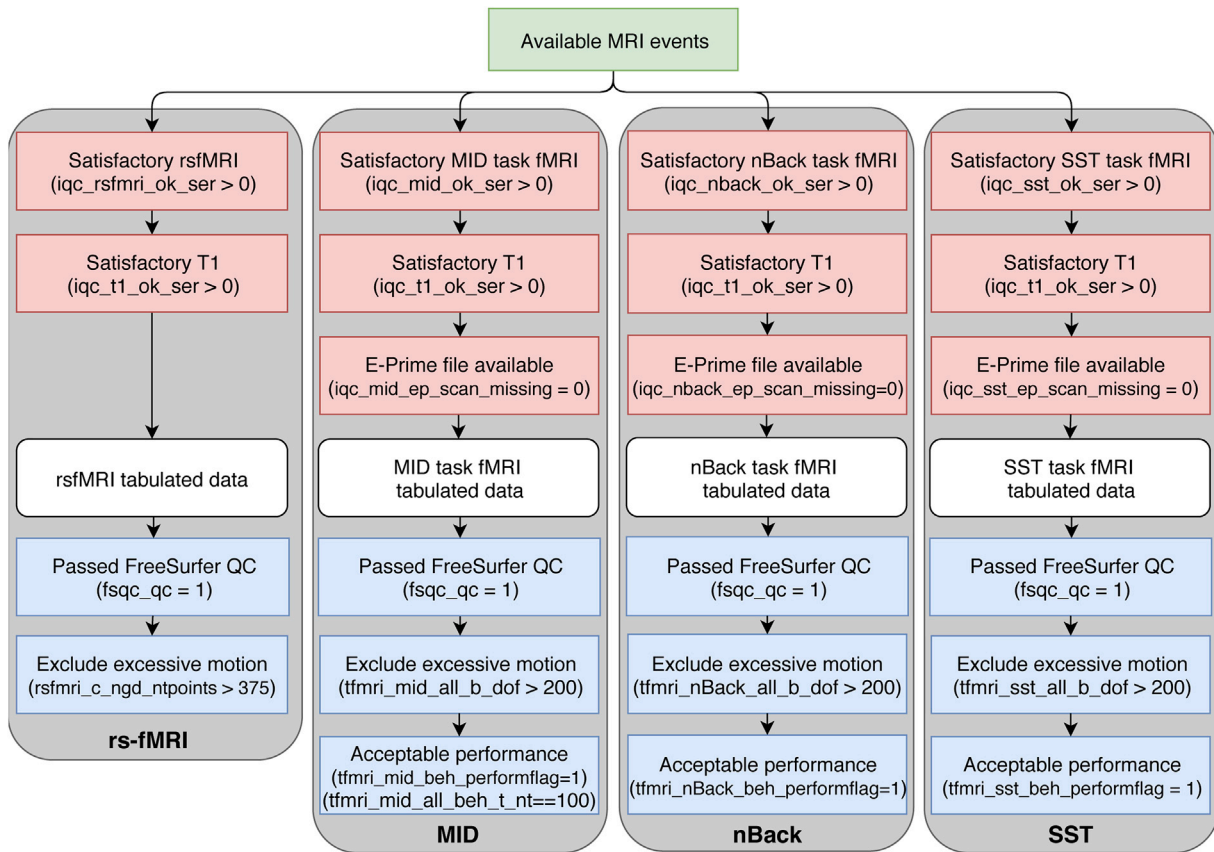 Available MRI events
Satisfactory rsfMRI
(iqc_rsfmri_ok_ser > 0)
Satisfactory T1
(iqc_t1_ok_ser > 0)
rsfMRI tabulated data
Passed FreeSurfer QC
(fsqc_qc = 1)
Exclude excessive motion
(rsfmri_c_ngd_ntpoints > 375)
rs-fMRI
Satisfactory MID task fMRI
(iqc_mid_ok_ser > 0)
Satisfactory T1
(iqc_t1_ok_ser > 0)
E-Prime file available
(iqc_mid_ep_scan_missing = 0)
MID task fMRI
tabulated data
Passed FreeSurfer QC
(fsqc_qc = 1)
Exclude excessive motion
(tfmri_mid_all_b_dof > 200)
Acceptable performance
(tfmri_mid_beh_performflag=1)
(tfmri_mid_all_beh_t_nt==100)
MID
Satisfactory nBack task fMRI
(iqc_nback_ok_ser > 0)
Satisfactory T1
(iqc_t1_ok_ser > 0)
E-Prime file available
(iqc_nback_ep_scan_missing=0)
nBack task fMRI
tabulated data
Passed FreeSurfer QC
(fsqc_qc = 1)
Exclude excessive motion
(tfmri_nBack_all_b_dof > 200)
Acceptable performance
(tfmri_nBack_beh_performflag=1)
nBack
Satisfactory SST task fMRI
(iqc_sst_ok_ser > 0)
Satisfactory T1
(iqc_t1_ok_ser > 0)
E-Prime file available
(iqc_sst_ep_scan_missing = 0)
SST task fMRI
tabulated data
Passed FreeSurfer QC
(fsqc_qc = 1)
Exclude excessive motion
(tfmri_sst_all_b_dof > 200)
Acceptable performance
(tfmri_sst_beh_performflag = 1)
SST